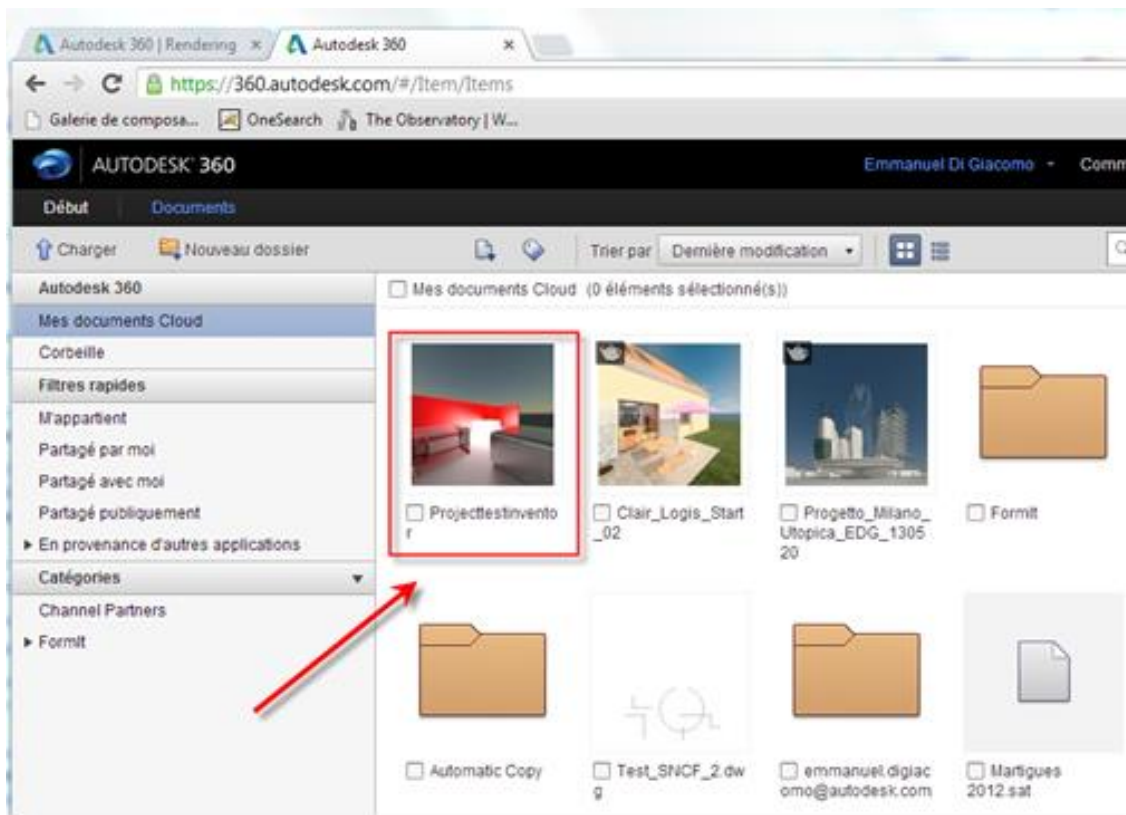 Autodesk 360 | Rendering
Autodesk 360
https://360.autodesk.com/#/Item/Items
Galerie de composa...
OneSearch
The Observatory | W...
AUTODESK® 360
Emmanuel Di Giacomo
Comm
Début
Documents
Charger
Nouveau dossier
Trier par
Dernière modification
Autodesk 360
Mes documents Cloud (0 éléments sélectionné(s))
Mes documents Cloud
Corbeille
Filtres rapides
M'appartient
Partagé par moi
Partagé avec moi
Partagé publiquement
En provenance d'autres applications
Catégories
Channel Partners
FormIt
Projecttestinvento
r
Clair_Logis_Start
_02
Progetto_Milano_
Utopica_EDG_1305
20
FormIt
Automatic Copy
Test_SNCF_2.dw
g
emmanuel.digiac
omo@autodesk.com
Martigues
2012.sat